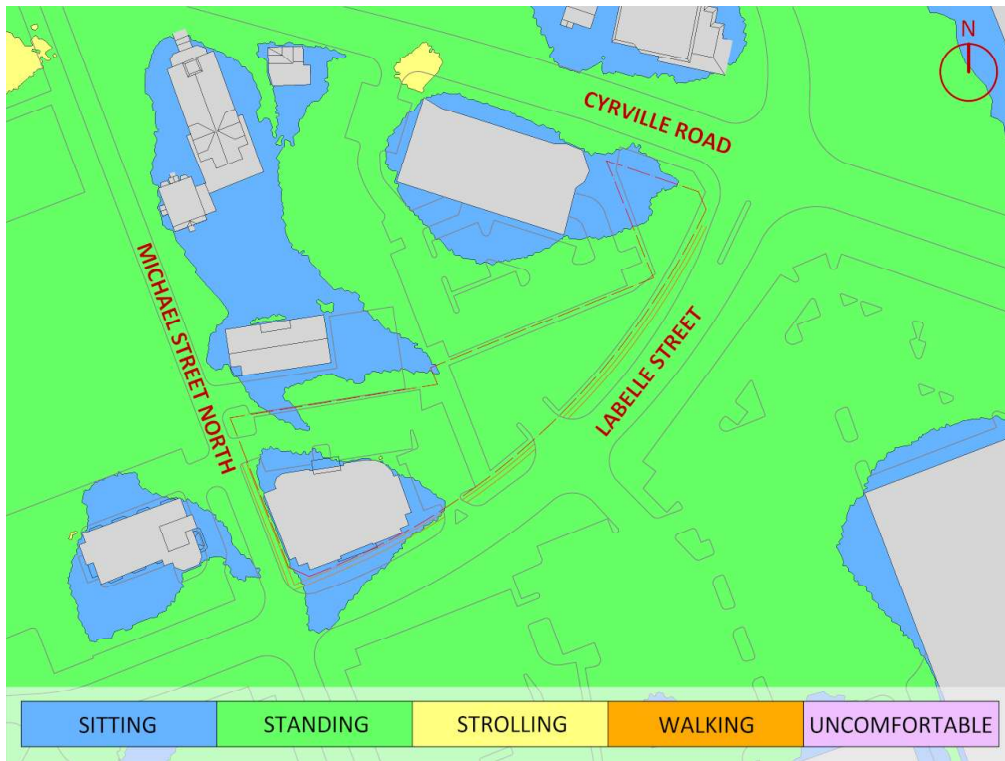 N
CYRVILLE ROAD
MICHAEL STREET NORTH
LABELLE STREET
SITTING
STANDING
STROLLING
WALKING
UNCOMFORTABLE